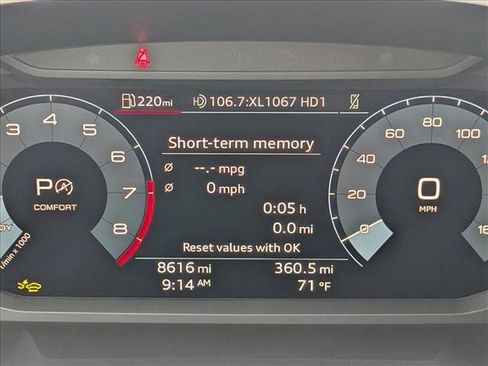 220mi
106.7:XL1067 HD1
Short-term memory
Ø --.- mpg
Ø 0 mph
0:05 h
0.0 mi
Reset values with OK
8616 mi
360.5 mi
9:14 AM
71 °F
3 4 5 6 7 8
P
COMFORT
1/min x 1000
0 20 40 60 80 100 120
0
MPH